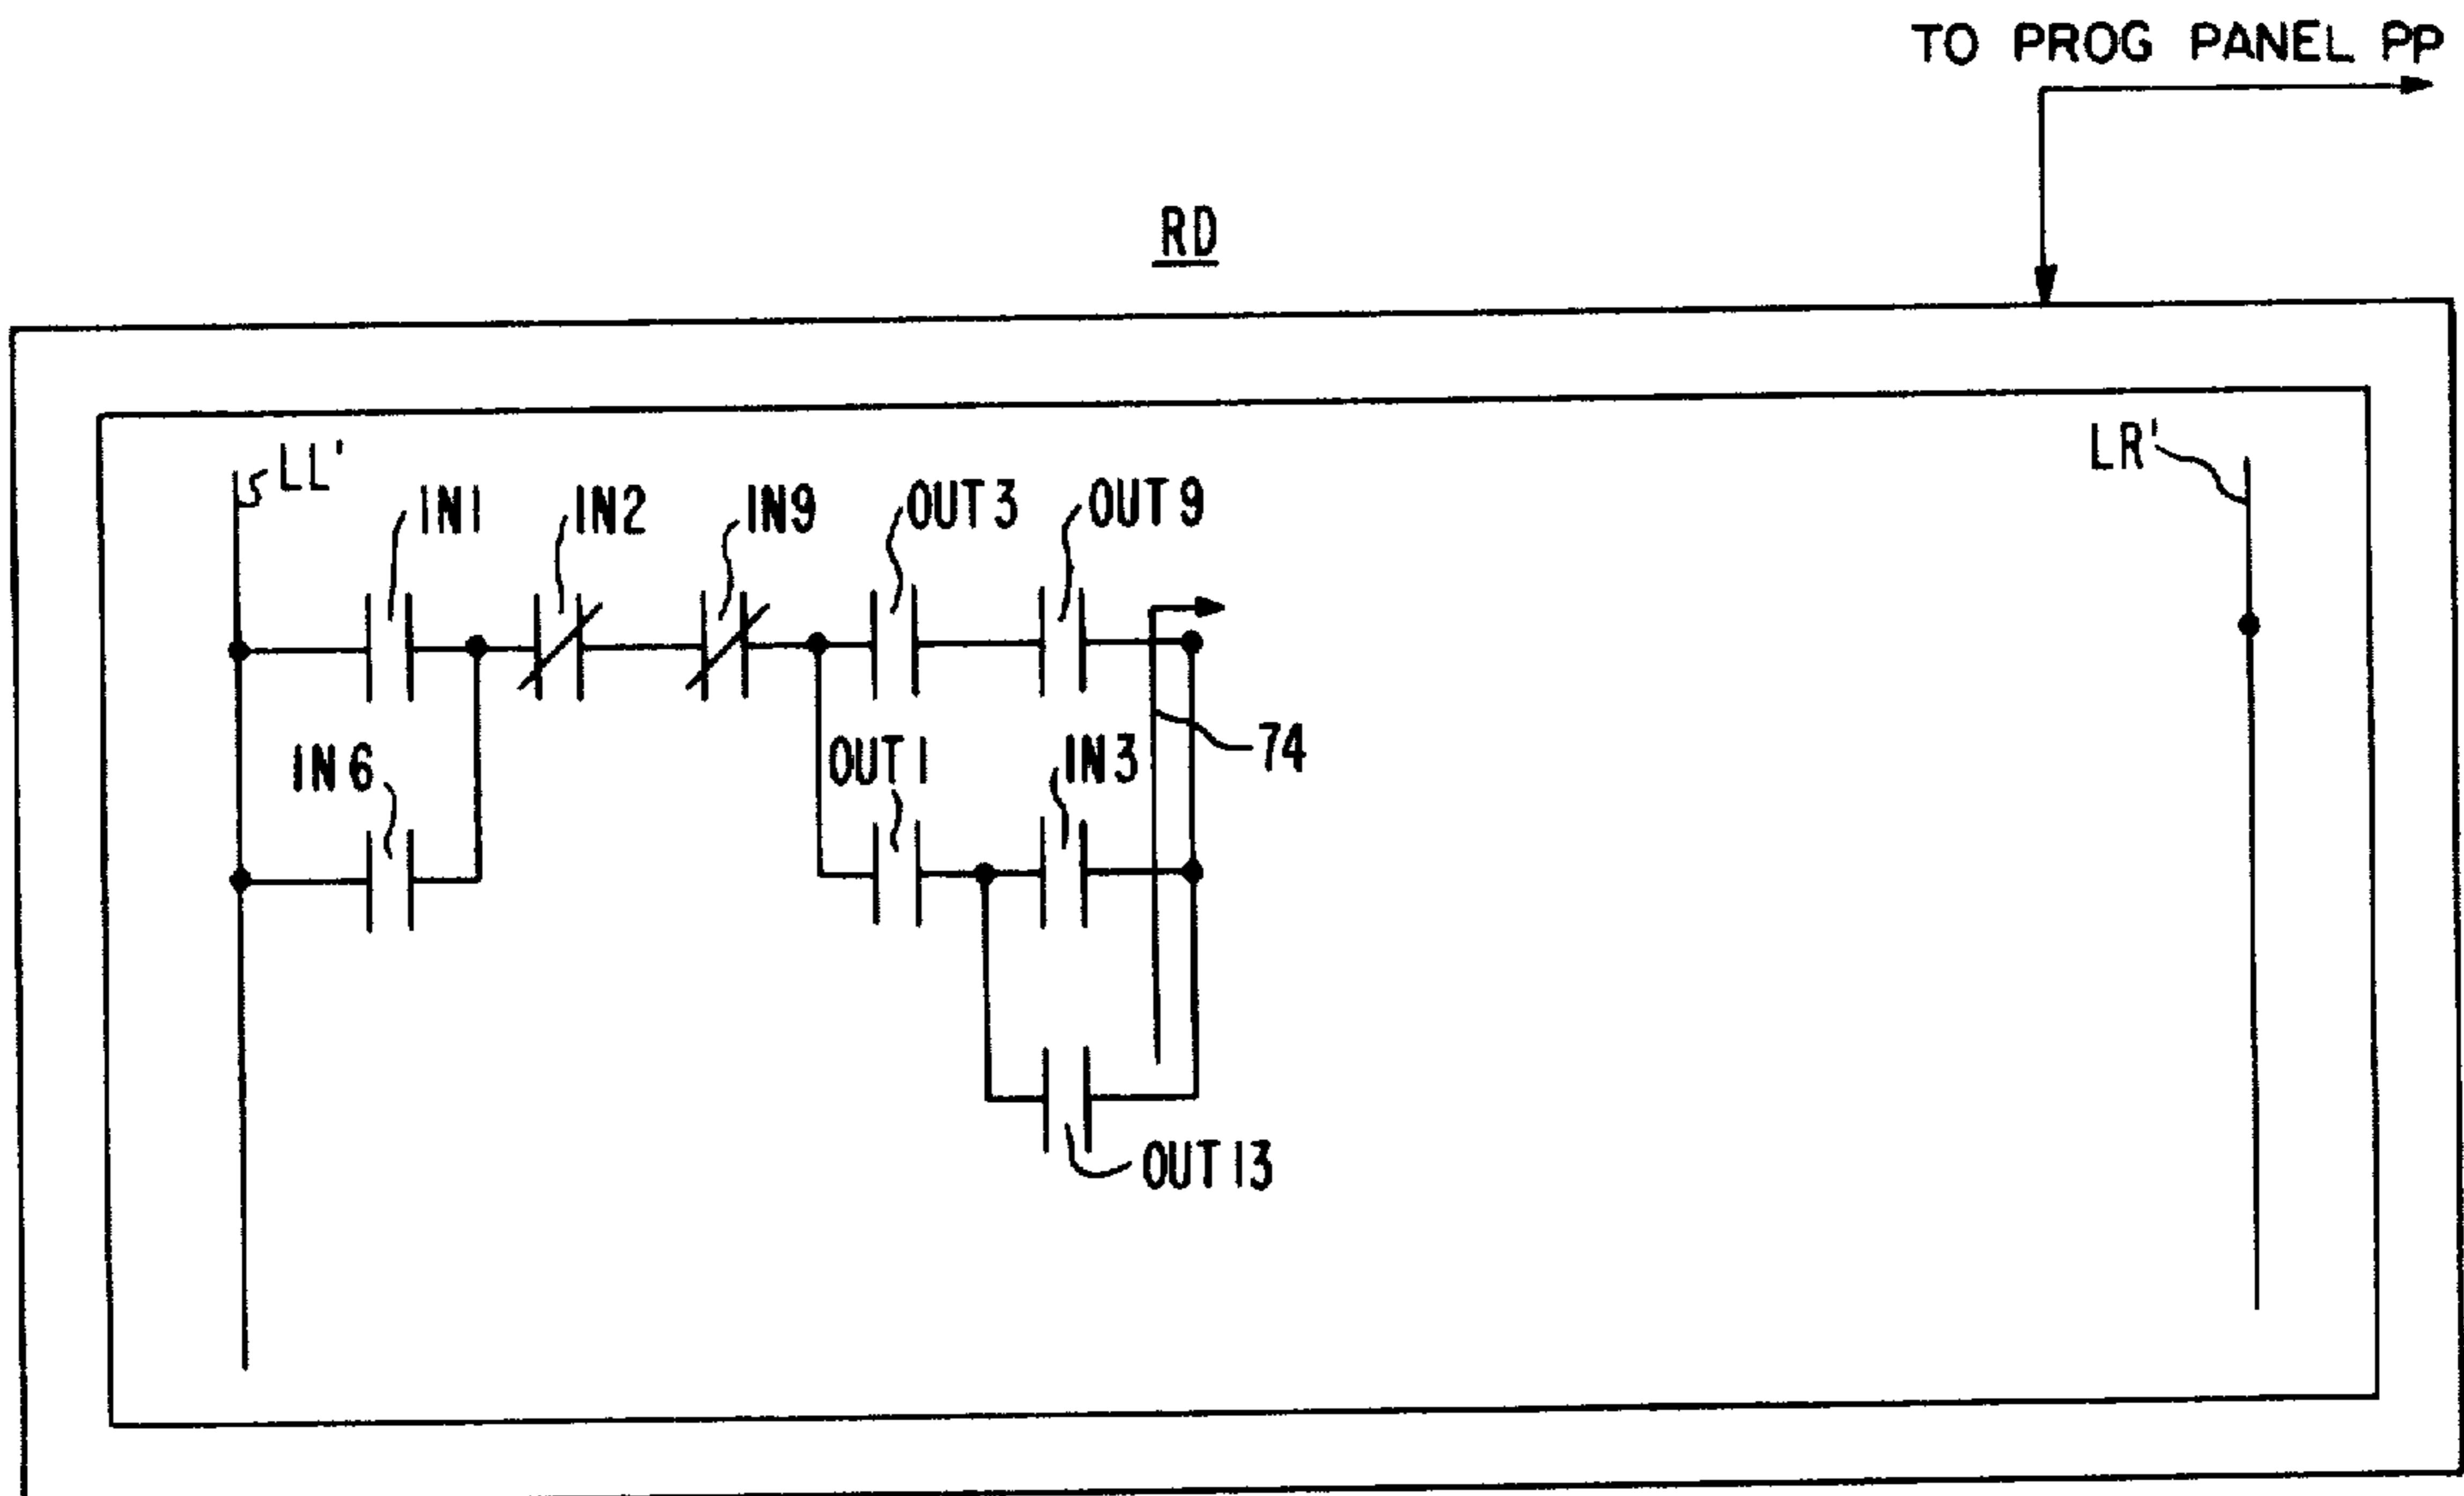 TO PROG PANEL PP
RD
LL'
LR'
IN1
IN2
IN9
OUT3
OUT9
IN6
OUT1
IN3
74
OUT13